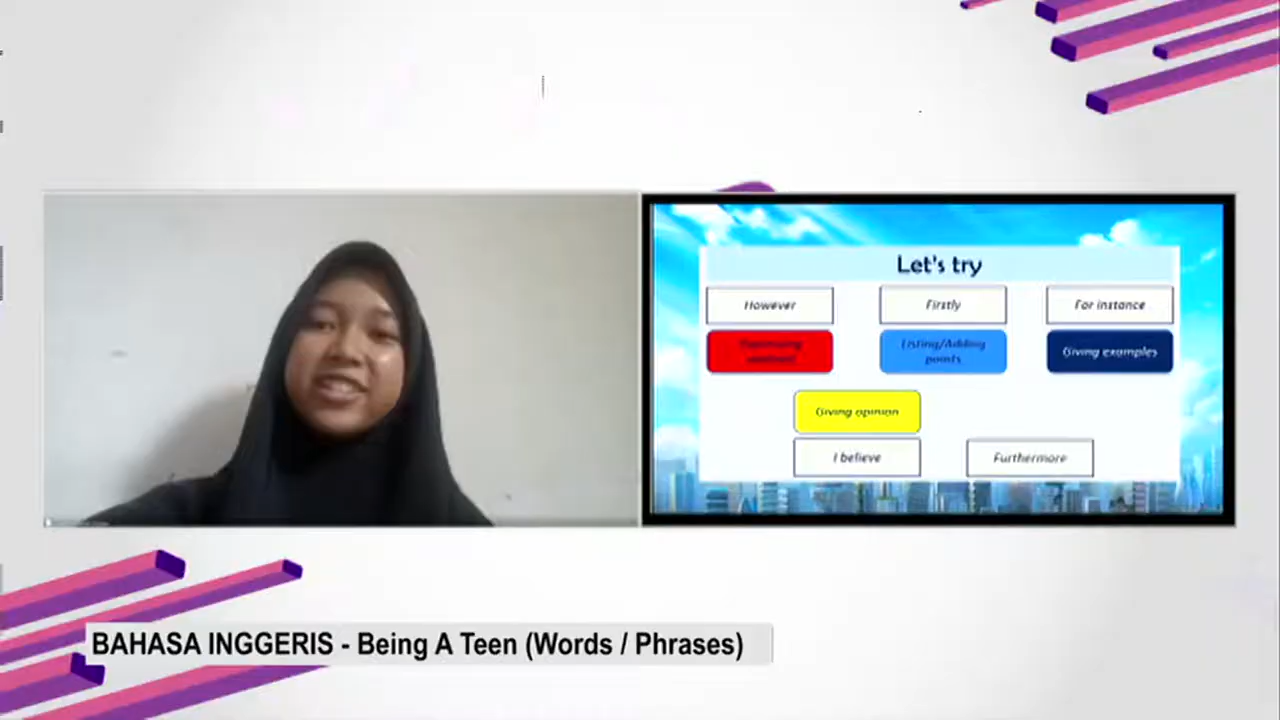 Let's try
However
Firstly
For instance
Listing/Adding
points
Giving examples
Giving opinion
I believe
Furthermore
BAHASA INGGERIS - Being A Teen (Words / Phrases)